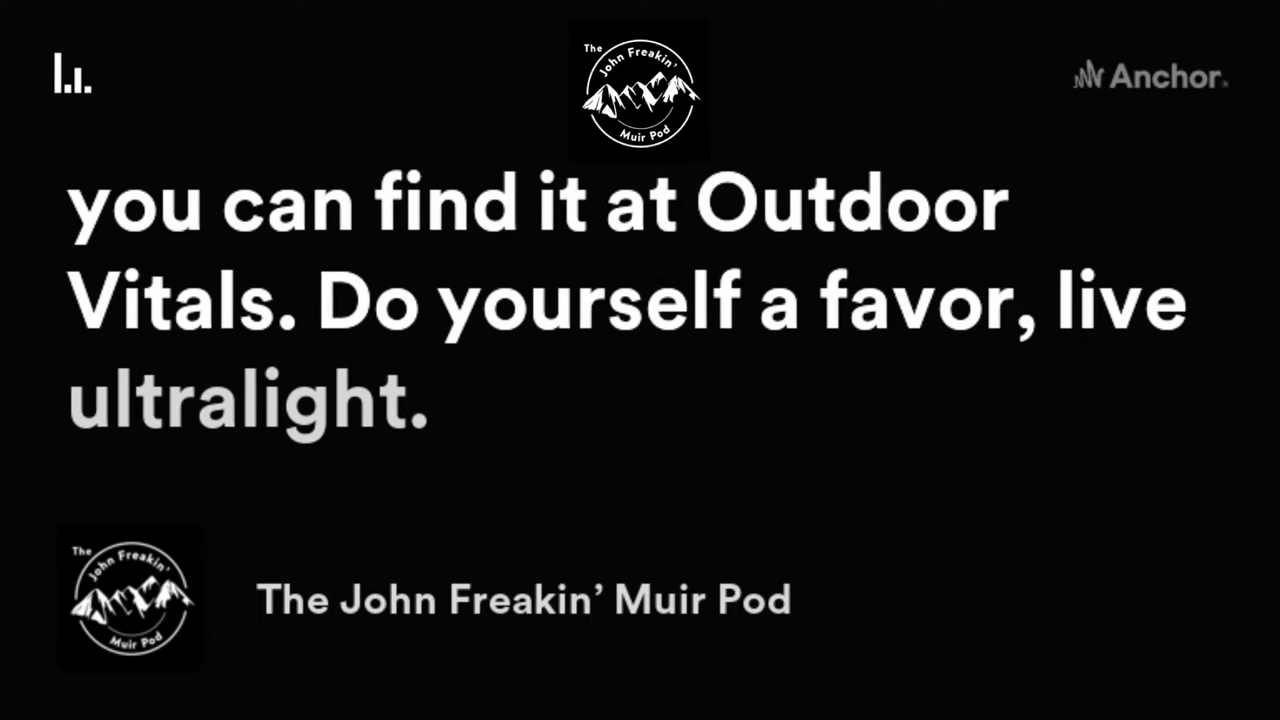 The
John Freakin'
Muir Pod
Anchor
you can find it at Outdoor
Vitals. Do yourself a favor, live
ultralight.
The
John Freakin'
Muir Pod
The John Freakin’ Muir Pod